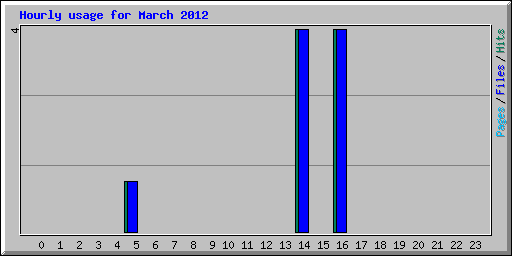 Hourly usage for March 2012
4
Pages/Files/Hits
0 1 2 3 4 5 6 7 8 9 10 11 12 13 14 15 16 17 18 19 20 21 22 23